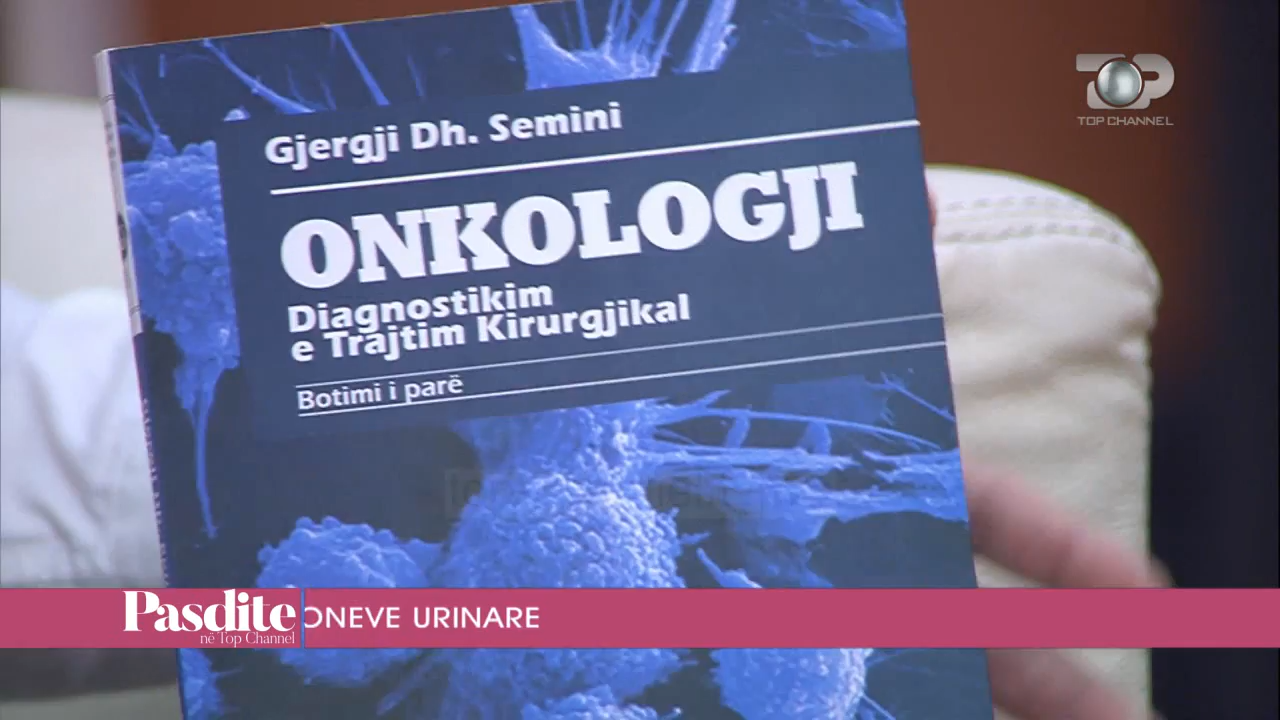 Gjergji Dh. Semini
TOP CHANNEL
ONKOLOGJI
Diagnostikim
e Trajtim Kirurgjikal
Botimi i parë
Pasdite
në Top Channel
ONEVE URINARE